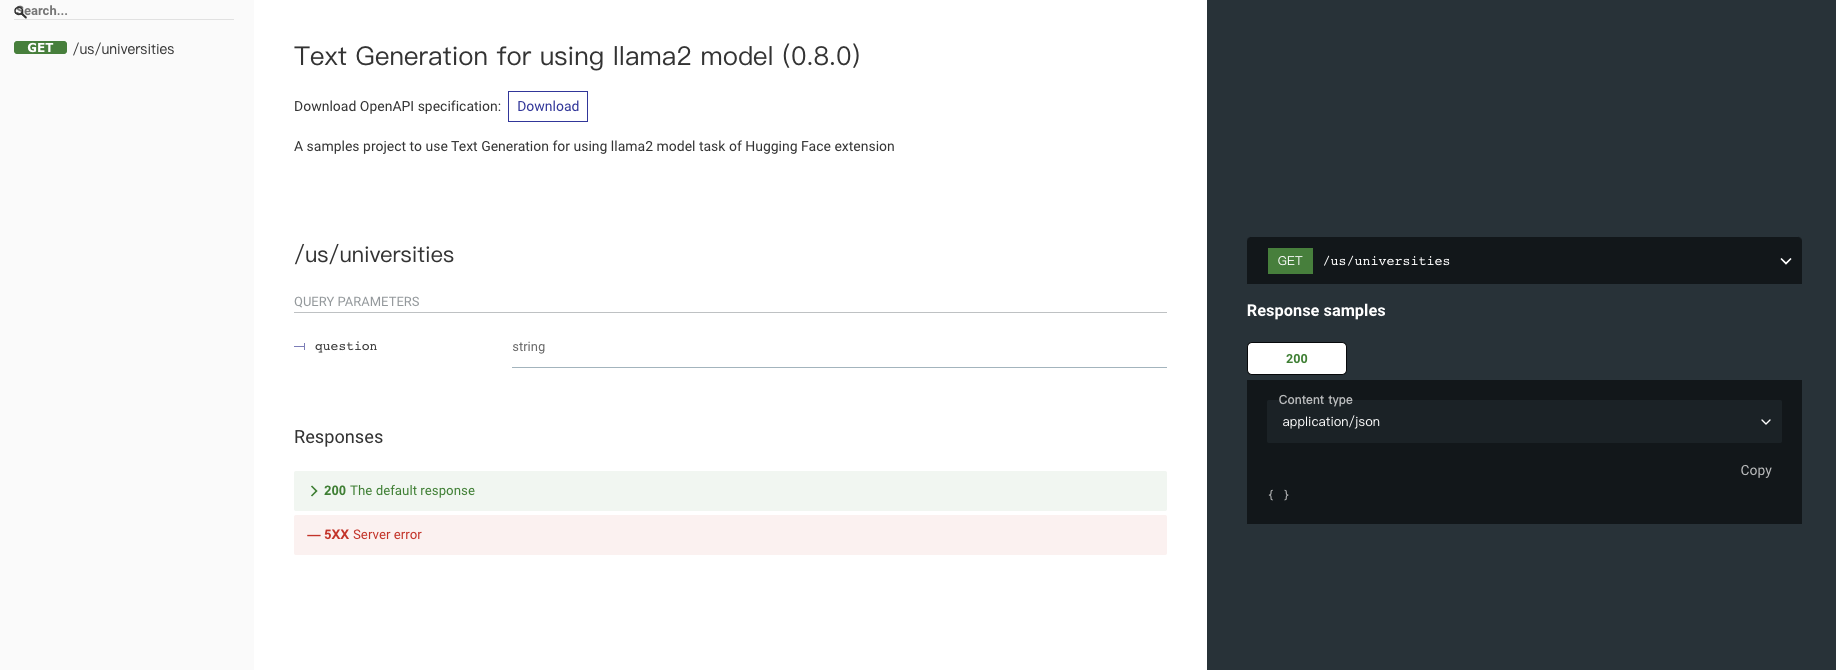 Search...
GET /us/universities
Text Generation for using llama2 model (0.8.0)
Download OpenAPI specification: Download
A samples project to use Text Generation for using llama2 model task of Hugging Face extension
/us/universities
QUERY PARAMETERS
question string
Responses
200 The default response
5XX Server error
GET /us/universities
Response samples
200
Content type
application/json
Copy
{ }